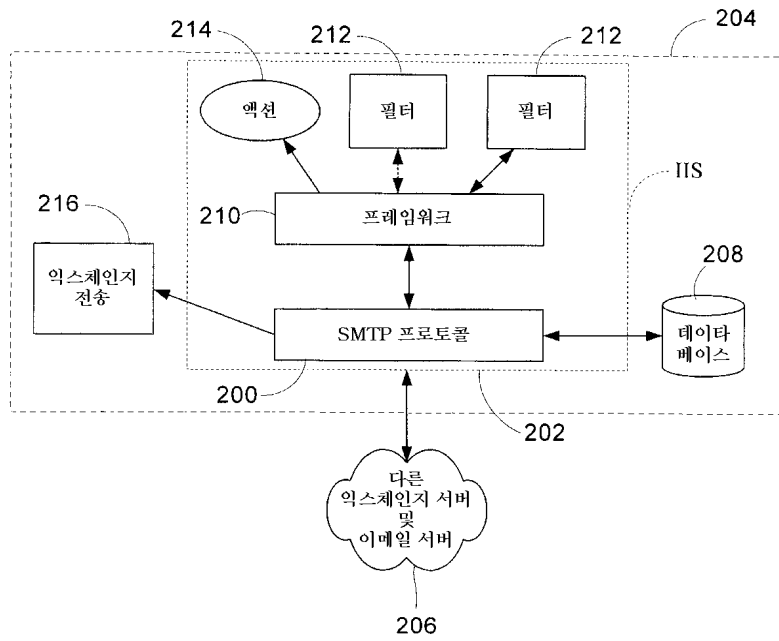 214
212
212
204
액션
필터
필터
IIS
216
210
프레임워크
208
익스체인지
전송
SMTP 프로토콜
데이타
베이스
200
202
다른
익스체인지 서버
및
이메일 서버
206